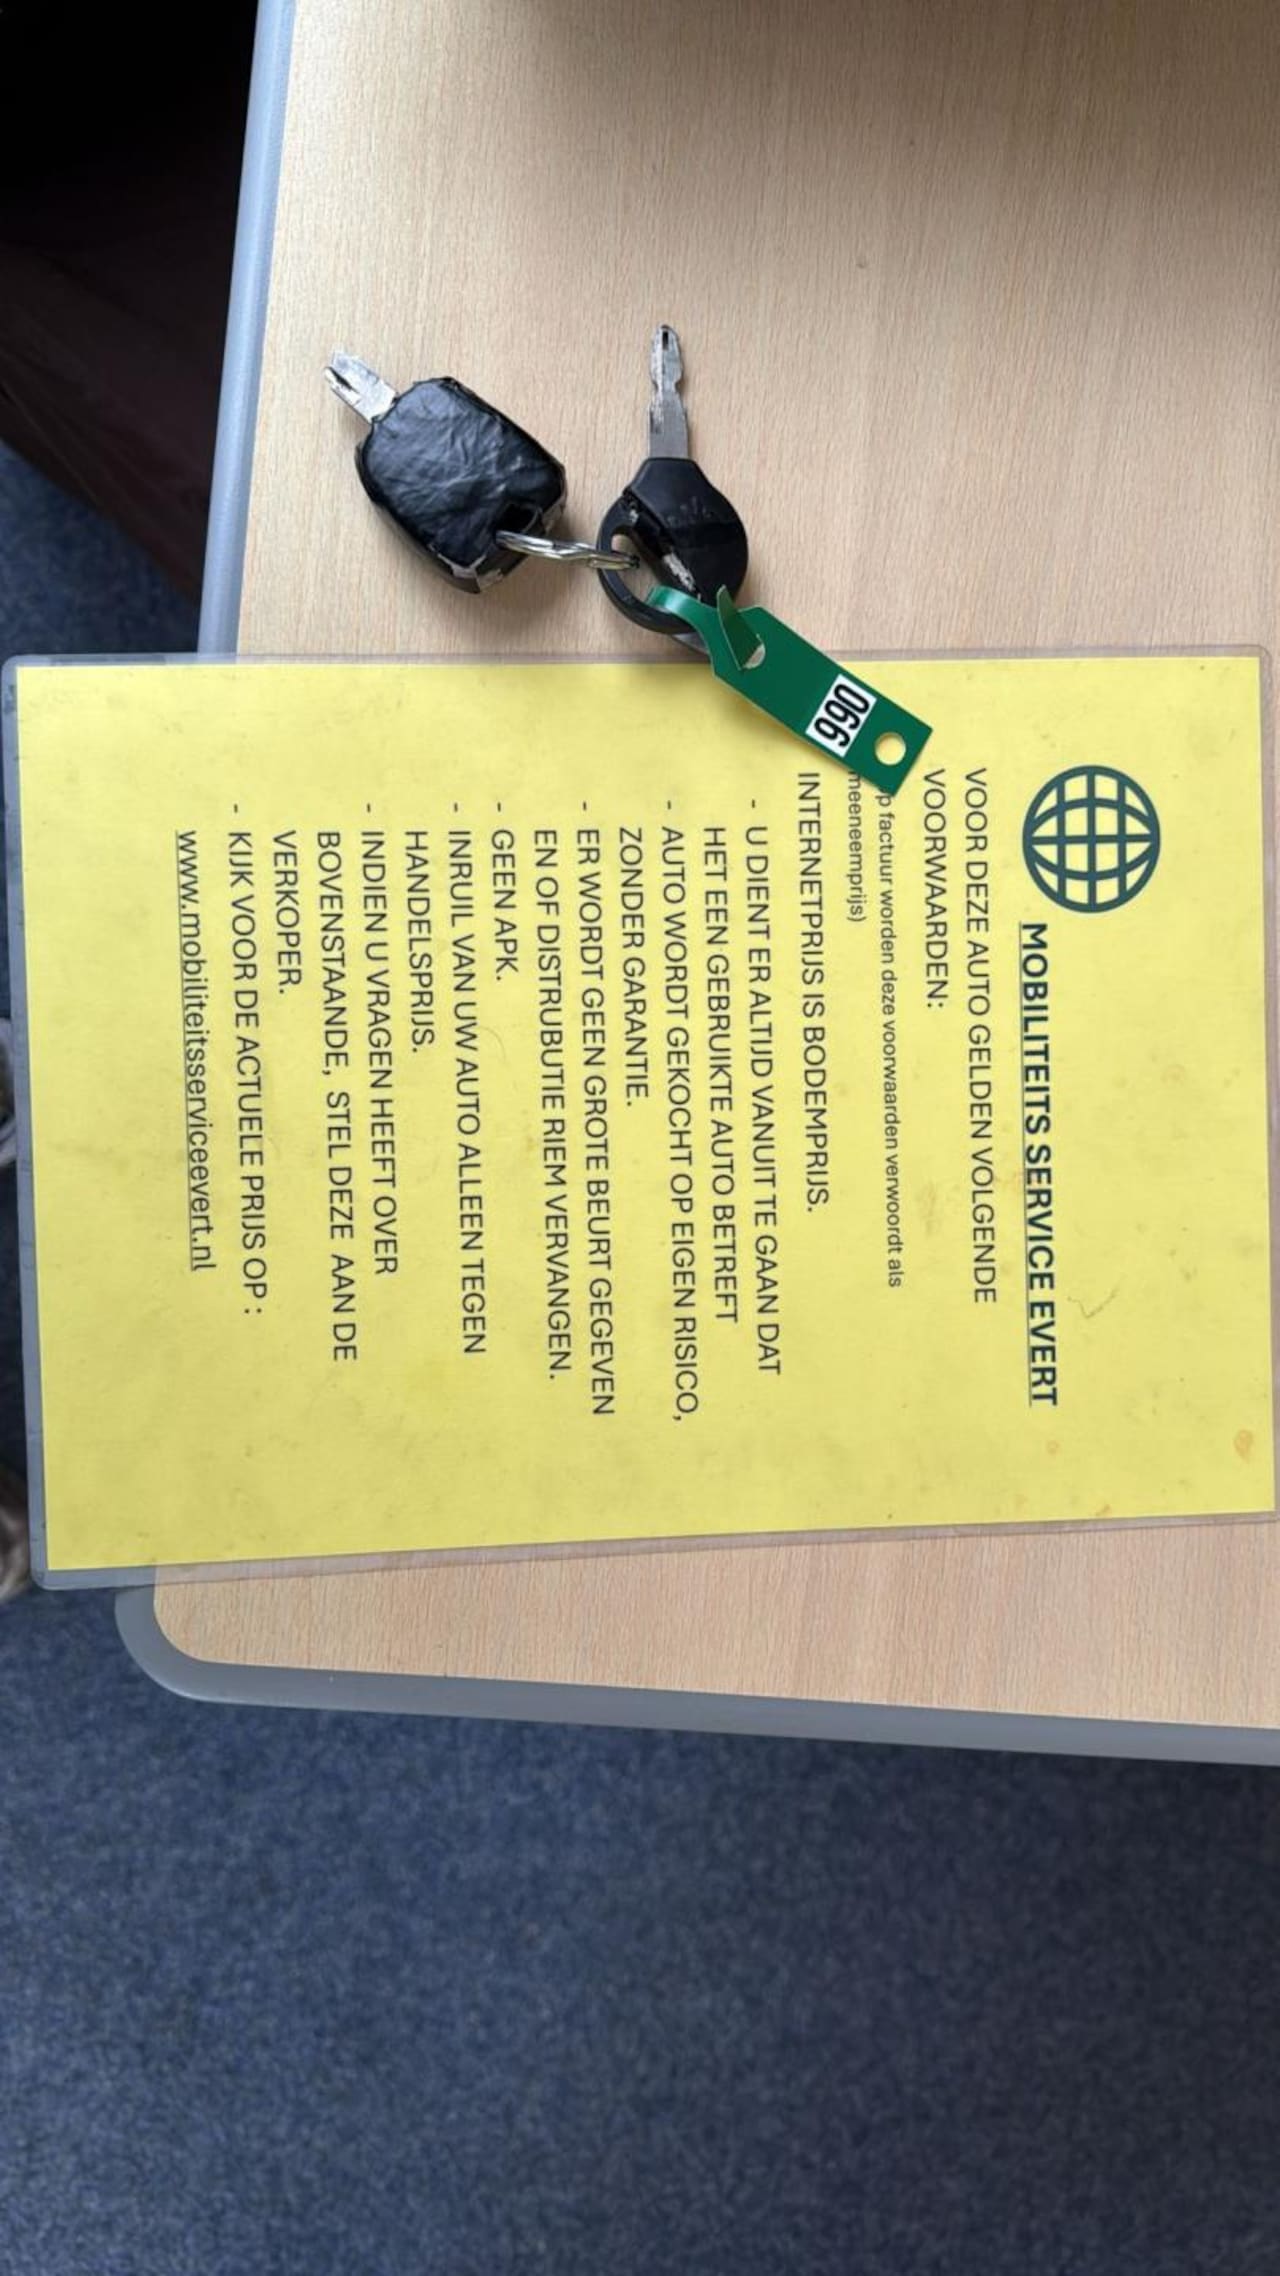 MOBILITEITS SERVICE EVERT
VOOR DEZE AUTO GELDEN VOLGENDE
VOORWAARDEN:
factuur worden deze voorwaarden verwoordt als
meeneemprijs)
INTERNETPRIJS IS BODEMPRIJS.
- U DIENT ER ALTIJD VANUIT TE GAAN DAT
HET EEN GEBRUIKTE AUTO BETREFT
- AUTO WORDT GEKOCHT OP EIGEN RISICO,
ZONDER GARANTIE.
- ER WORDT GEEN GROTE BEURT GEGEVEN
EN OF DISTRUBUTIE RIEM VERVANGEN.
- GEEN APK.
- INRUIL VAN UW AUTO ALLEEN TEGEN
HANDELSPRIJS.
- INDIEN U VRAGEN HEEFT OVER
BOVENSTAANDE, STEL DEZE AAN DE
VERKOPER.
- KIJK VOOR DE ACTUELE PRIJS OP :
www.mobiliteitsserviceevert.nl
066